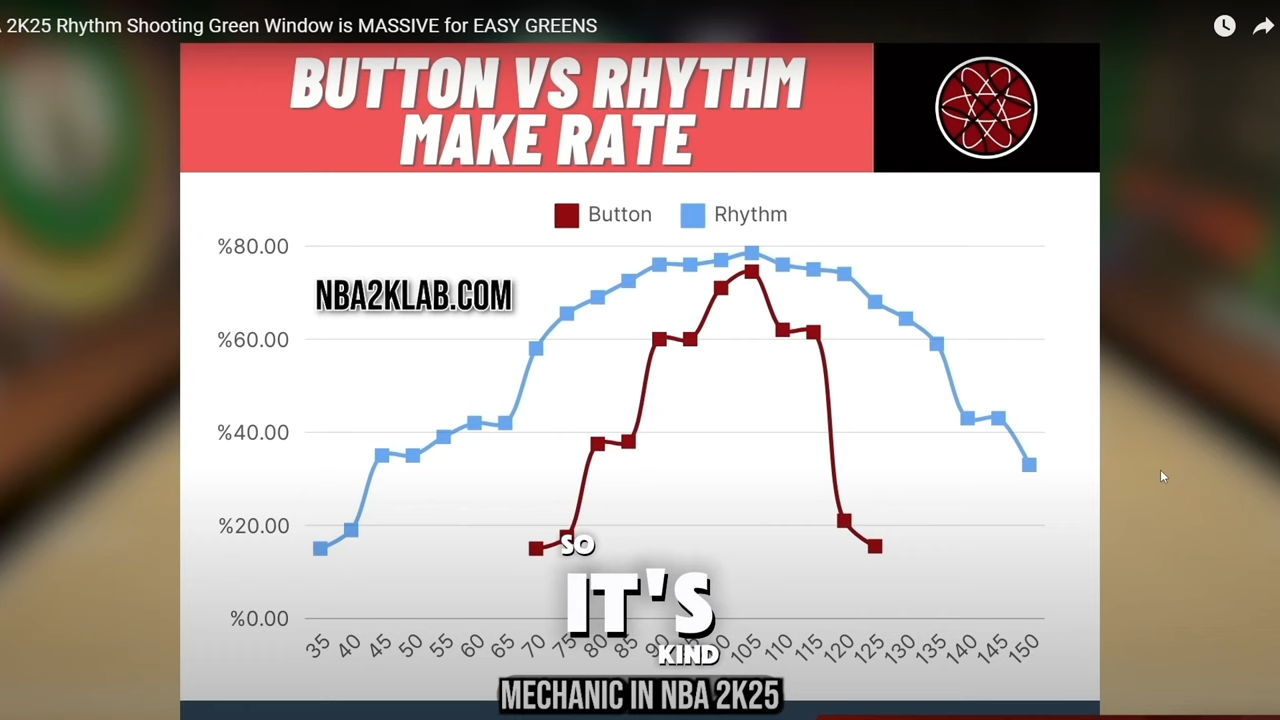 2K25 Rhythm Shooting Green Window is MASSIVE for EASY GREENS
BUTTON VS RHYTHM
MAKE RATE
Button
Rhythm
%80.00
NBA2KLAB.COM
%60.00
%40.00
%20.00
SO
IT'S
%0.00
35 40 45 50 55 60 65 70 75 80 85 90 105 110 115 120 125 130 135 140 145 150
KIND
MECHANIC IN NBA 2K25